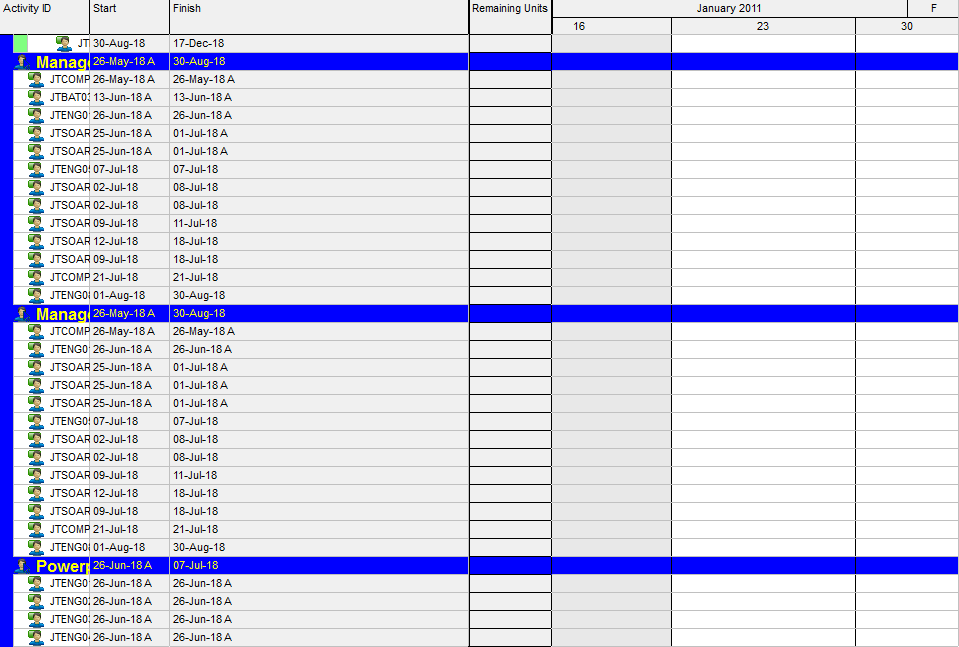 Activity ID Start Finish Remaining Units January 2011 F
16 23 30
JT 30-Aug-18 17-Dec-18
Manag 26-May-18 A 30-Aug-18
JTCOMP 26-May-18 A 26-May-18 A
JTBAT03 13-Jun-18 A 13-Jun-18 A
JTENG0 26-Jun-18 A 26-Jun-18 A
JTSOAR 25-Jun-18 A 01-Jul-18 A
JTSOAR 25-Jun-18 A 01-Jul-18 A
JTENG05 07-Jul-18 07-Jul-18
JTSOAR 02-Jul-18 08-Jul-18
JTSOAR 02-Jul-18 08-Jul-18
JTSOAR 09-Jul-18 11-Jul-18
JTSOAR 12-Jul-18 18-Jul-18
JTSOAR 09-Jul-18 18-Jul-18
JTCOMP 21-Jul-18 21-Jul-18
JTENG08 01-Aug-18 30-Aug-18
Manag 26-May-18 A 30-Aug-18
JTCOMP 26-May-18 A 26-May-18 A
JTENG0 26-Jun-18 A 26-Jun-18 A
JTSOAR 25-Jun-18 A 01-Jul-18 A
JTSOAR 25-Jun-18 A 01-Jul-18 A
JTSOAR 25-Jun-18 A 01-Jul-18 A
JTENG05 07-Jul-18 07-Jul-18
JTSOAR 02-Jul-18 08-Jul-18
JTSOAR 02-Jul-18 08-Jul-18
JTSOAR 09-Jul-18 11-Jul-18
JTSOAR 12-Jul-18 18-Jul-18
JTSOAR 09-Jul-18 18-Jul-18
JTCOMP 21-Jul-18 21-Jul-18
JTENG08 01-Aug-18 30-Aug-18
Powerp 26-Jun-18 A 07-Jul-18
JTENG0 26-Jun-18 A 26-Jun-18 A
JTENG02 26-Jun-18 A 26-Jun-18 A
JTENG03 26-Jun-18 A 26-Jun-18 A
JTENG04 26-Jun-18 A 26-Jun-18 A